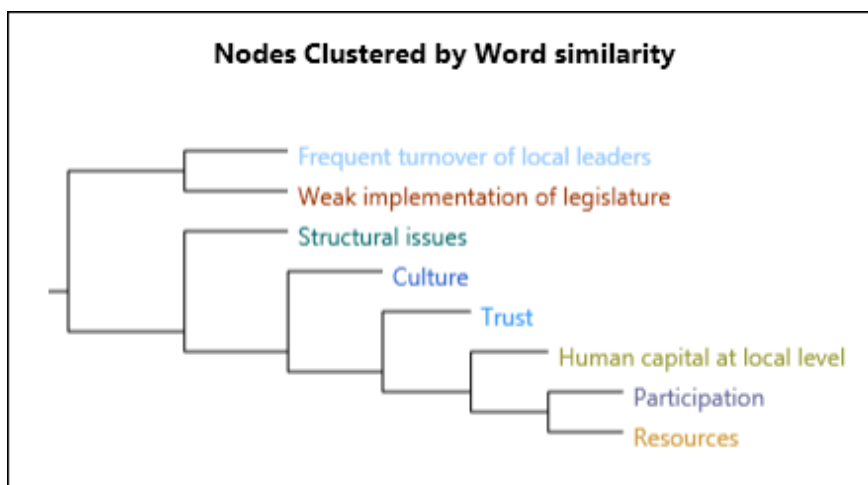 Nodes Clustered by Word similarity
Frequent turnover of local leaders
Weak implementation of legislature
Structural issues
Culture
Trust
Human capital at local level
Participation
Resources